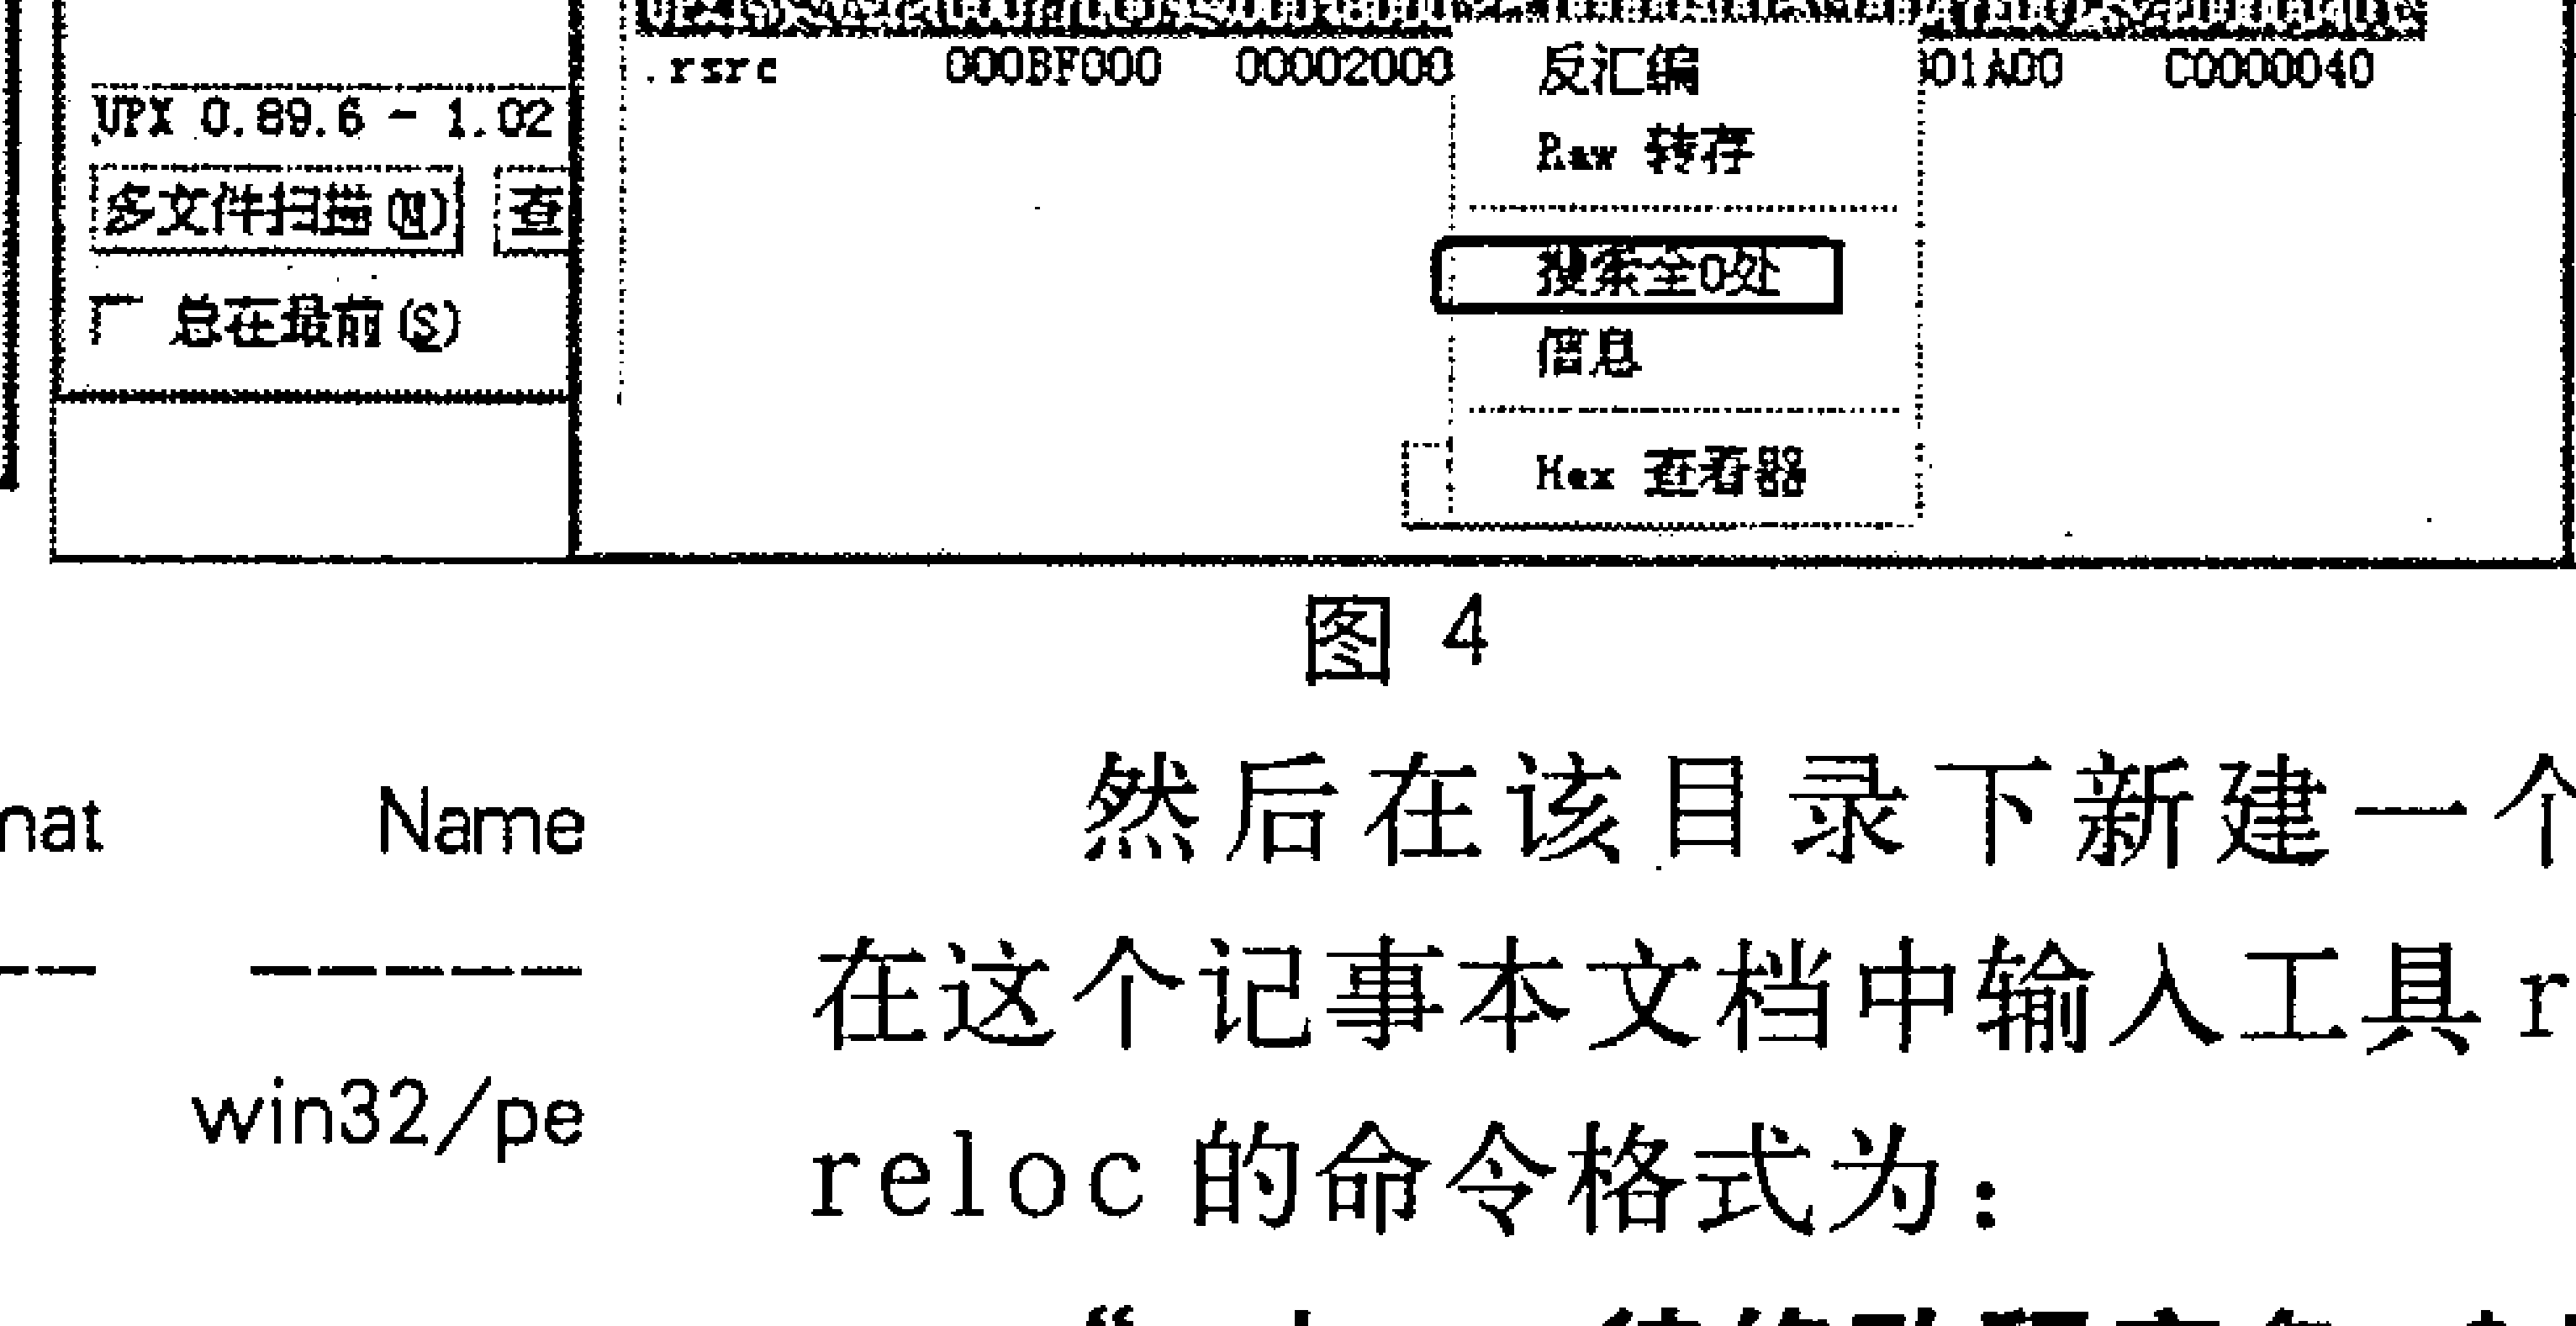 .rsrc 000BF000 00002000 01A00 C0000040
UPX 0.89.6 - 1.02
多文件扫描(M) 查
总在最前(S)
反汇编
Raw 转存
搜索全0处
信息
Hex 查看器
图 4
mat Name
-- -----
win32/pe
然后在该目录下新建一个
在这个记事本文档中输入工具 r
reloc 的命令格式为：